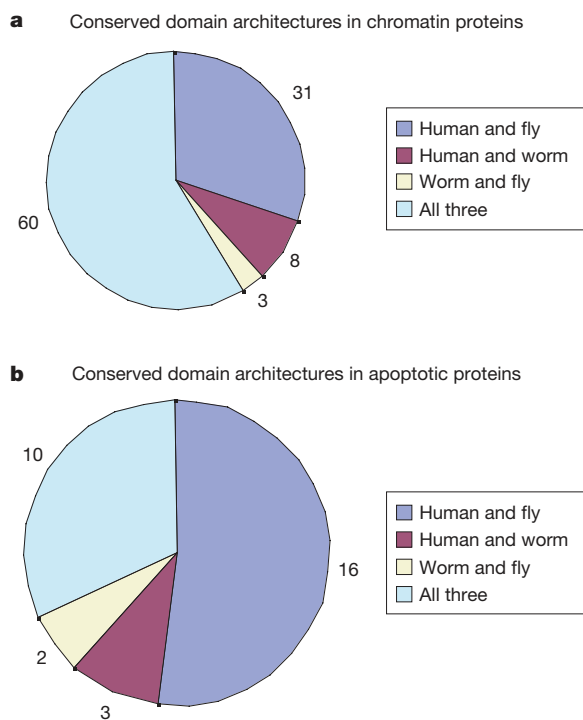 a Conserved domain architectures in chromatin proteins
31
Human and fly
Human and worm
Worm and fly
All three
60
8
3
b Conserved domain architectures in apoptotic proteins
10
Human and fly
Human and worm
Worm and fly
All three
16
2
3